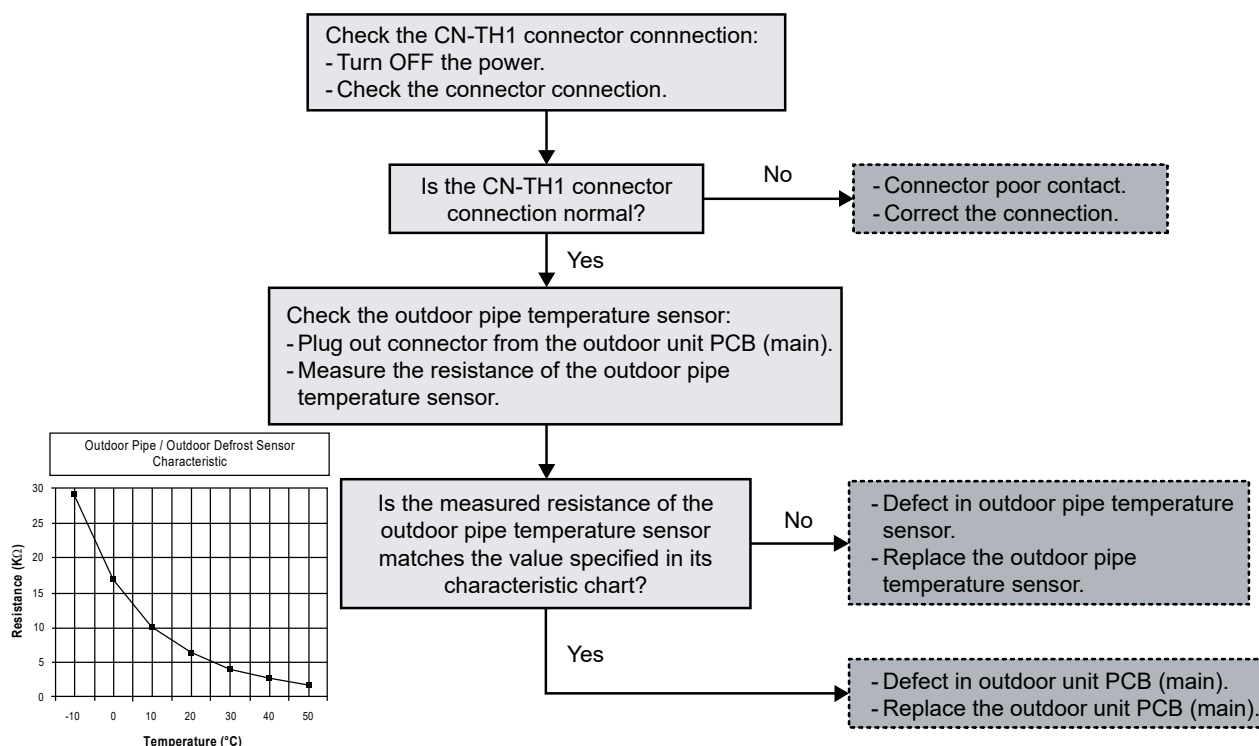 Check the CN-TH1 connector connnection:
- Turn OFF the power.
- Check the connector connection.
Is the CN-TH1 connector
connection normal?
No
- Connector poor contact.
- Correct the connection.
Yes
Check the outdoor pipe temperature sensor:
- Plug out connector from the outdoor unit PCB (main).
- Measure the resistance of the outdoor pipe
temperature sensor.
Outdoor Pipe / Outdoor Defrost Sensor
Characteristic
30
25
20
15
10
5
0
Resistance (KΩ)
-10 0 10 20 30 40 50
Temperature (°C)
Is the measured resistance of the
outdoor pipe temperature sensor
matches the value specified in its
characteristic chart?
No
- Defect in outdoor pipe temperature
sensor.
- Replace the outdoor pipe
temperature sensor.
Yes
- Defect in outdoor unit PCB (main).
- Replace the outdoor unit PCB (main).